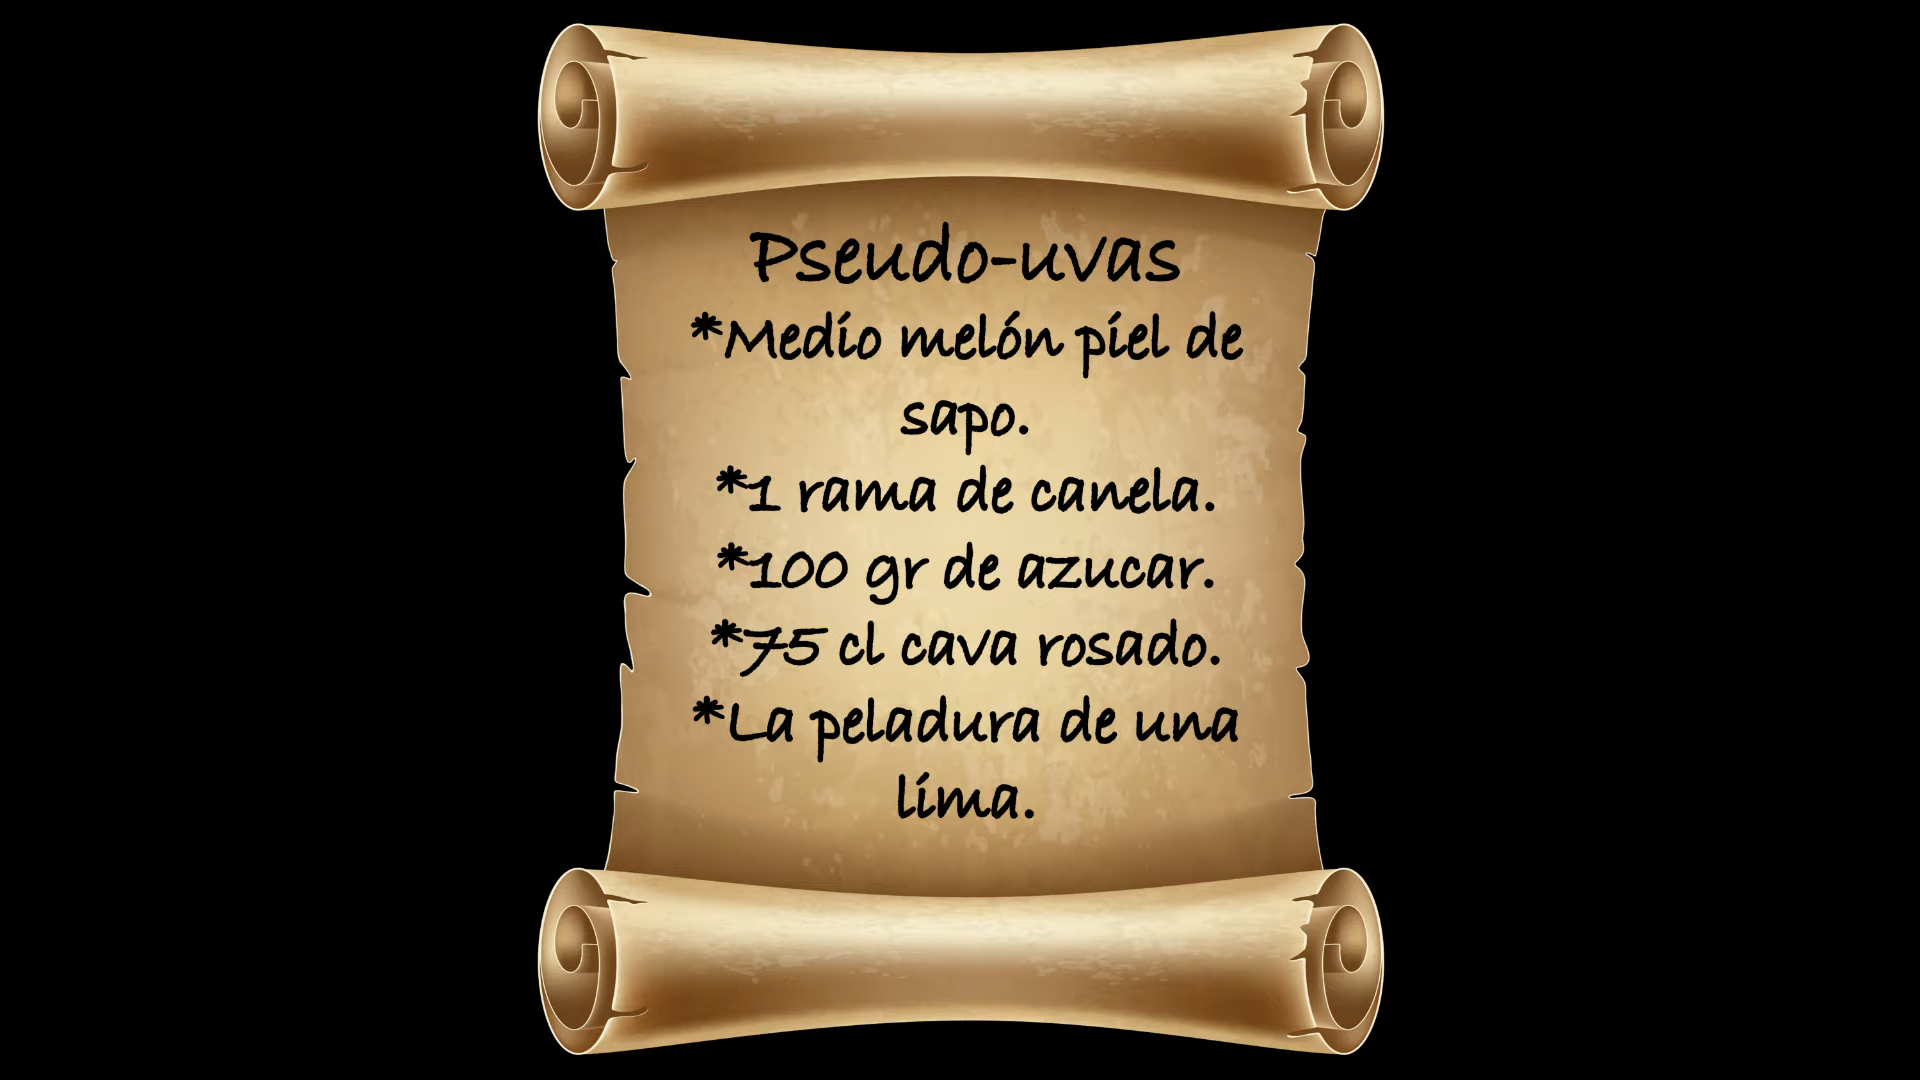 Pseudo-uvas
*Medio melón piel de
sapo.
*1 rama de canela.
*100 gr de azucar.
*75 cl cava rosado.
*La peladura de una
lima.